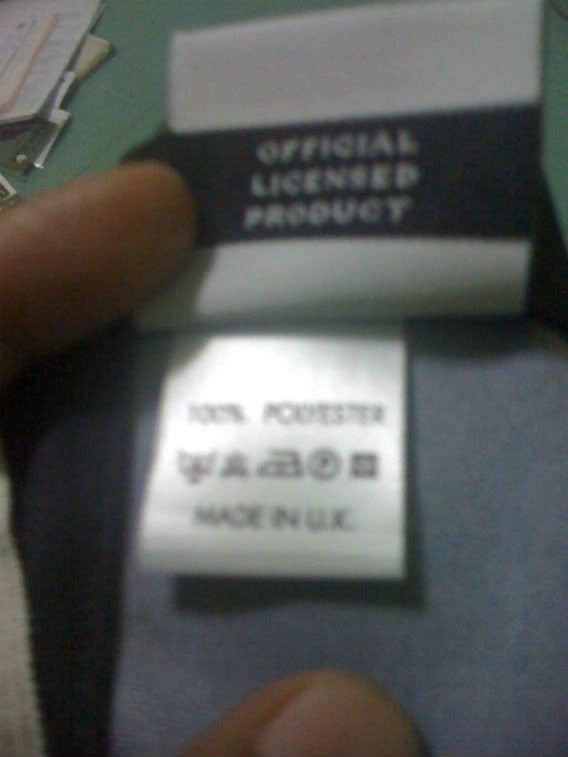 OFFICIAL
LICENSED
PRODUCT
100% POLYESTER
MADE IN U.K.